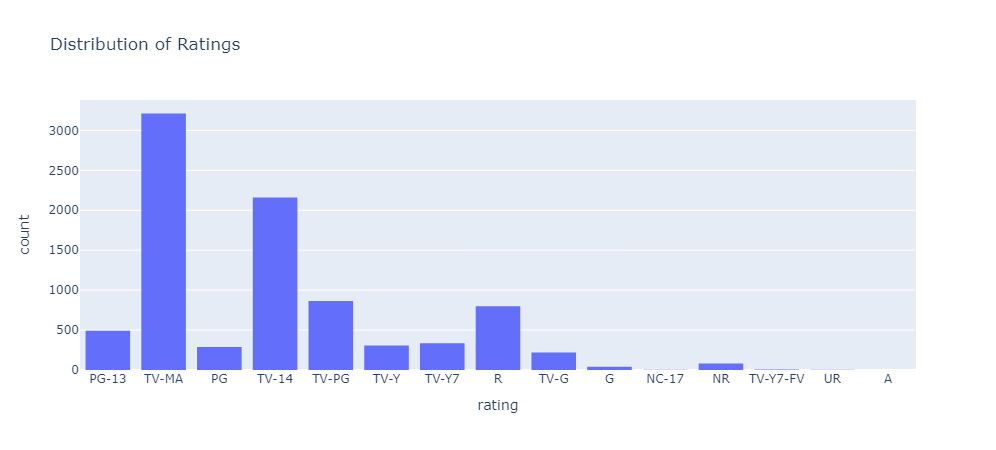 Distribution of Ratings
3000
2500
2000
1500
1000
500
0
count
PG-13 TV-MA PG TV-14 TV-PG TV-Y TV-Y7 R TV-G G NC-17 NR TV-Y7-FV UR A
rating